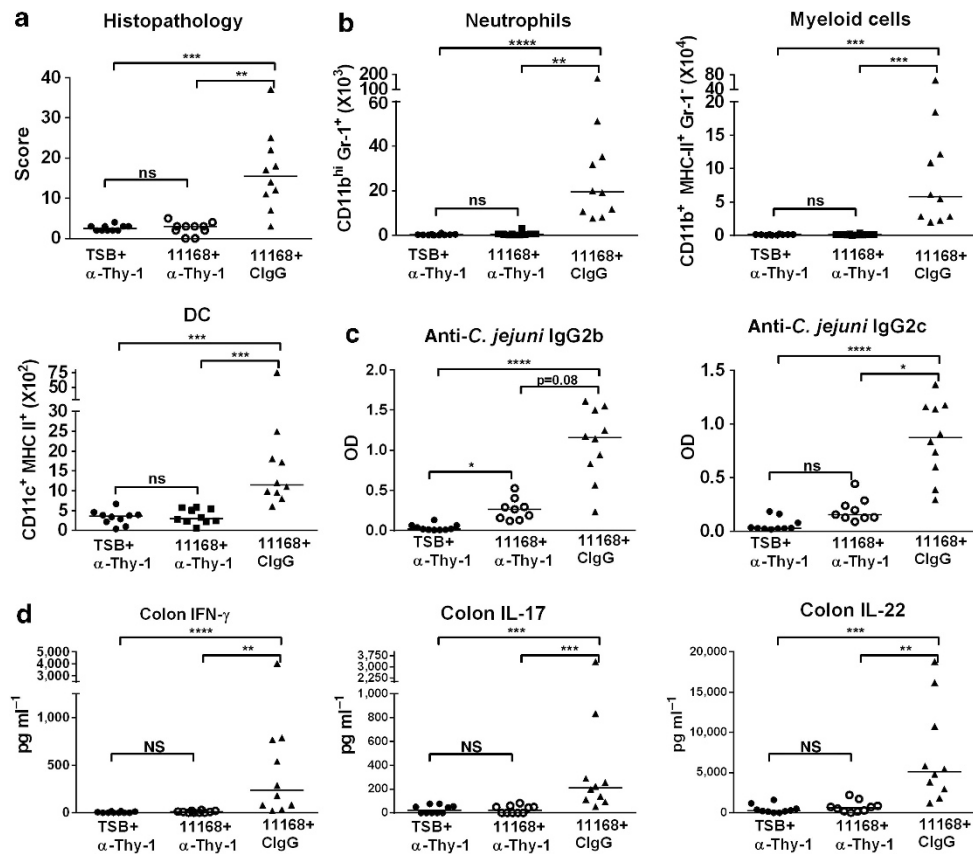 a
Histopathology
***
**
ns
Score
40
30
20
10
0
TSB+
α-Thy-1
11168+
α-Thy-1
11168+
CIgG
b
Neutrophils
****
**
ns
CD11b^hi Gr-1^+ (X10^3)
200
100
60
40
20
0
TSB+
α-Thy-1
11168+
α-Thy-1
11168+
CIgG
Myeloid cells
***
***
ns
CD11b^+ MHC-II^+ Gr-1^- (X10^4)
80
60
40
20
15
10
5
0
TSB+
α-Thy-1
11168+
α-Thy-1
11168+
CIgG
DC
***
***
ns
CD11c^+ MHC II^+ (X10^2)
75
50
30
25
20
15
10
5
0
TSB+
α-Thy-1
11168+
α-Thy-1
11168+
CIgG
c
Anti-C. jejuni IgG2b
****
p=0.08
*
OD
2.0
1.5
1.0
0.5
0.0
TSB+
α-Thy-1
11168+
α-Thy-1
11168+
CIgG
Anti-C. jejuni IgG2c
****
*
ns
OD
1.5
1.0
0.5
0.0
TSB+
α-Thy-1
11168+
α-Thy-1
11168+
CIgG
d
Colon IFN-γ
****
**
NS
pg ml−1
5,000
4,000
3,000
1,000
500
0
TSB+
α-Thy-1
11168+
α-Thy-1
11168+
CIgG
Colon IL-17
***
***
NS
pg ml−1
3,750
3,000
2,250
1,000
800
600
400
200
0
TSB+
α-Thy-1
11168+
α-Thy-1
11168+
CIgG
Colon IL-22
***
**
NS
pg ml−1
20,000
15,000
10,000
5,000
0
TSB+
α-Thy-1
11168+
α-Thy-1
11168+
CIgG